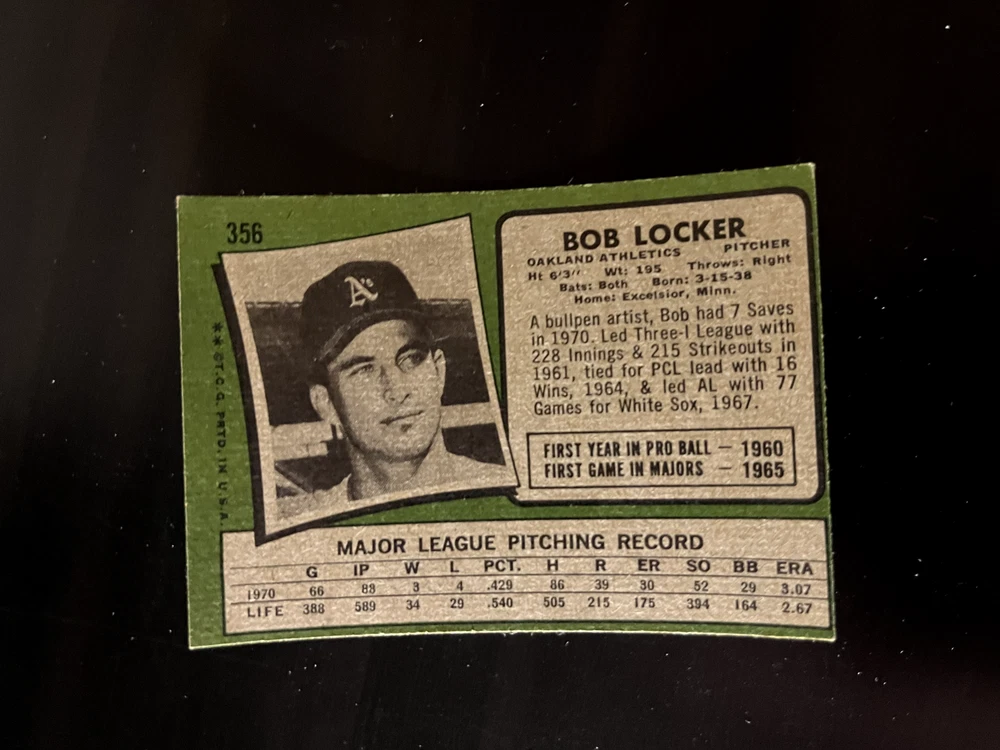 356
A's
BOB LOCKER
OAKLAND ATHLETICS PITCHER
Ht 6'3" Wt: 195 Throws: Right
Bats: Both Born: 3-15-38
Home: Excelsior, Minn.
A bullpen artist, Bob had 7 Saves
in 1970. Led Three-I League with
228 Innings & 215 Strikeouts in
1961, tied for PCL lead with 16
Wins, 1964, & led AL with 77
Games for White Sox, 1967.
FIRST YEAR IN PRO BALL — 1960
FIRST GAME IN MAJORS — 1965
**©T.C.G. PRTD. IN U.S.A.
MAJOR LEAGUE PITCHING RECORD
G IP W L PCT. H R ER SO BB ERA
1970 66 88 3 4 .429 86 39 30 52 29 3.07
LIFE 388 589 34 29 .540 505 215 175 394 164 2.67